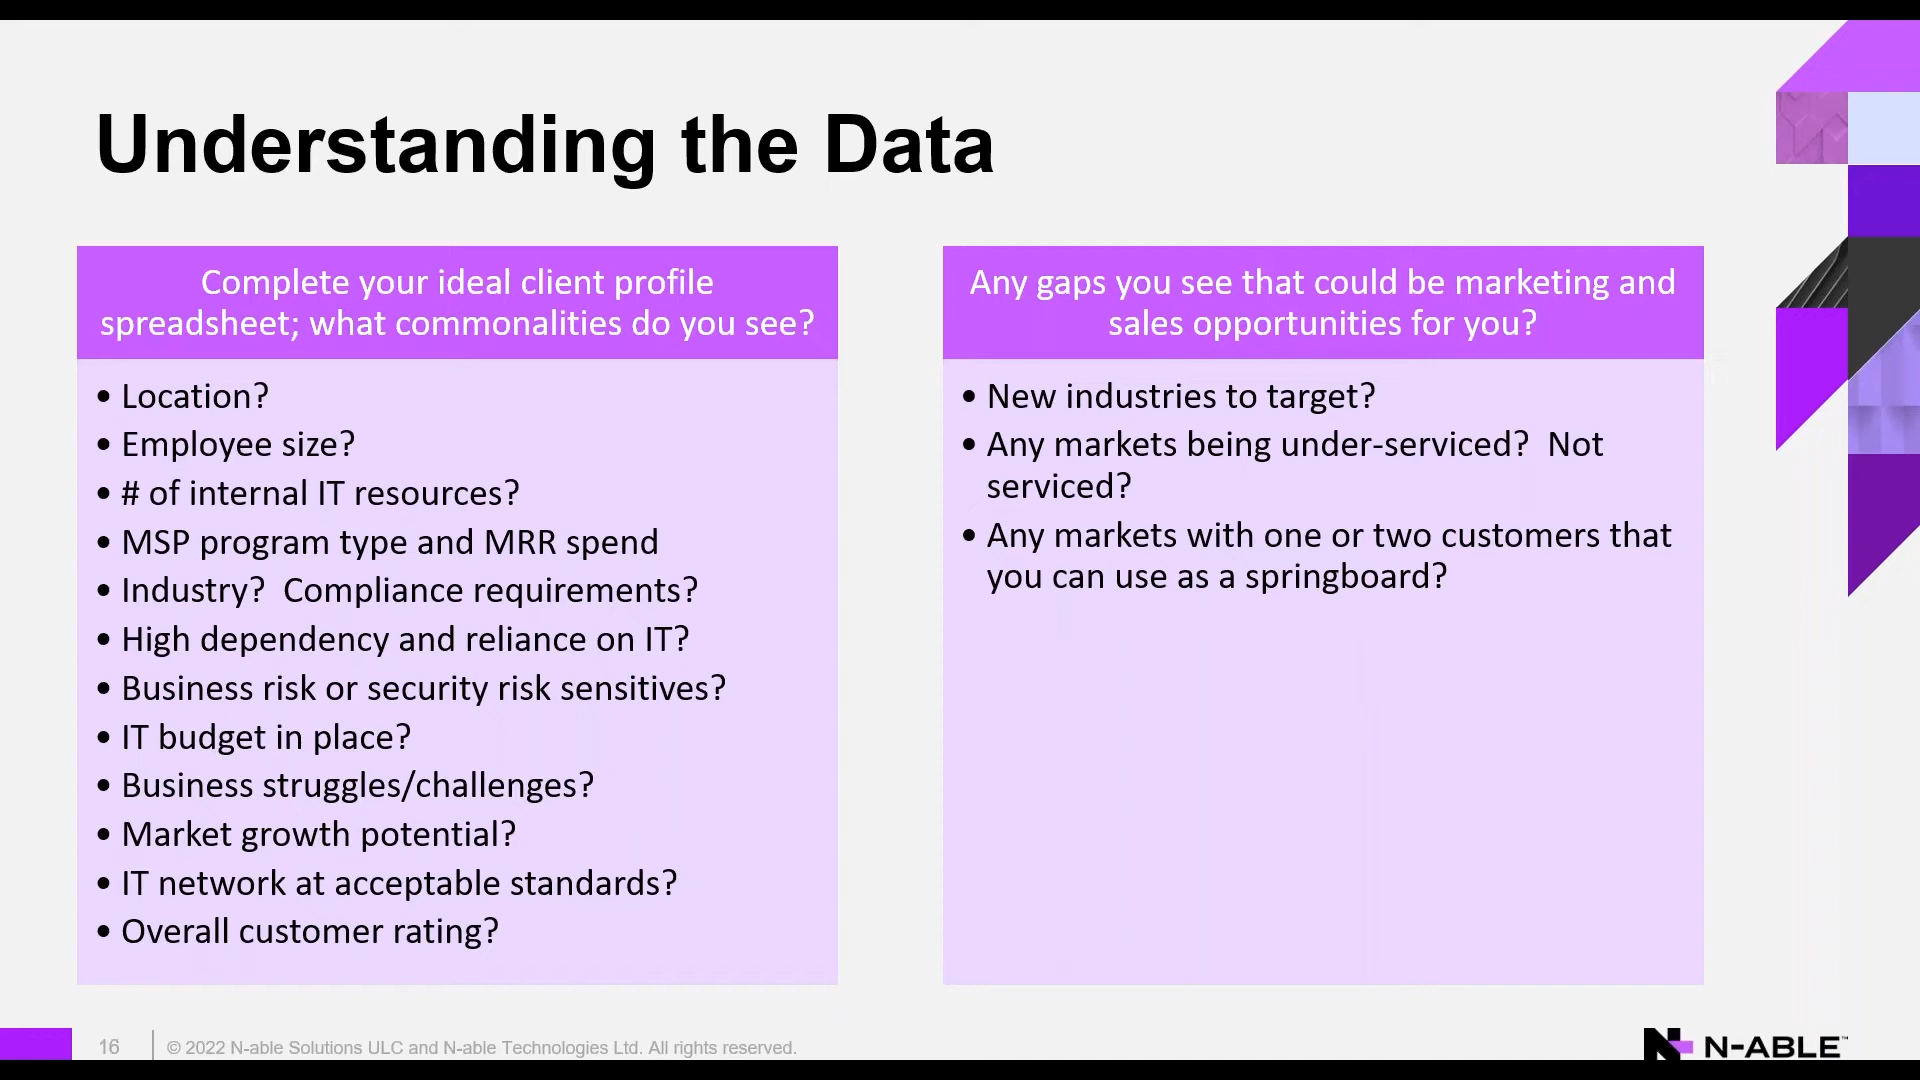 Understanding the Data
Complete your ideal client profile
spreadsheet; what commonalities do you see?
• Location?
• Employee size?
• # of internal IT resources?
• MSP program type and MRR spend
• Industry?  Compliance requirements?
• High dependency and reliance on IT?
• Business risk or security risk sensitives?
• IT budget in place?
• Business struggles/challenges?
• Market growth potential?
• IT network at acceptable standards?
• Overall customer rating?
Any gaps you see that could be marketing and
sales opportunities for you?
• New industries to target?
• Any markets being under-serviced?  Not
serviced?
• Any markets with one or two customers that
you can use as a springboard?
16
© 2022 N-able Solutions ULC and N-able Technologies Ltd. All rights reserved.
N-ABLE™